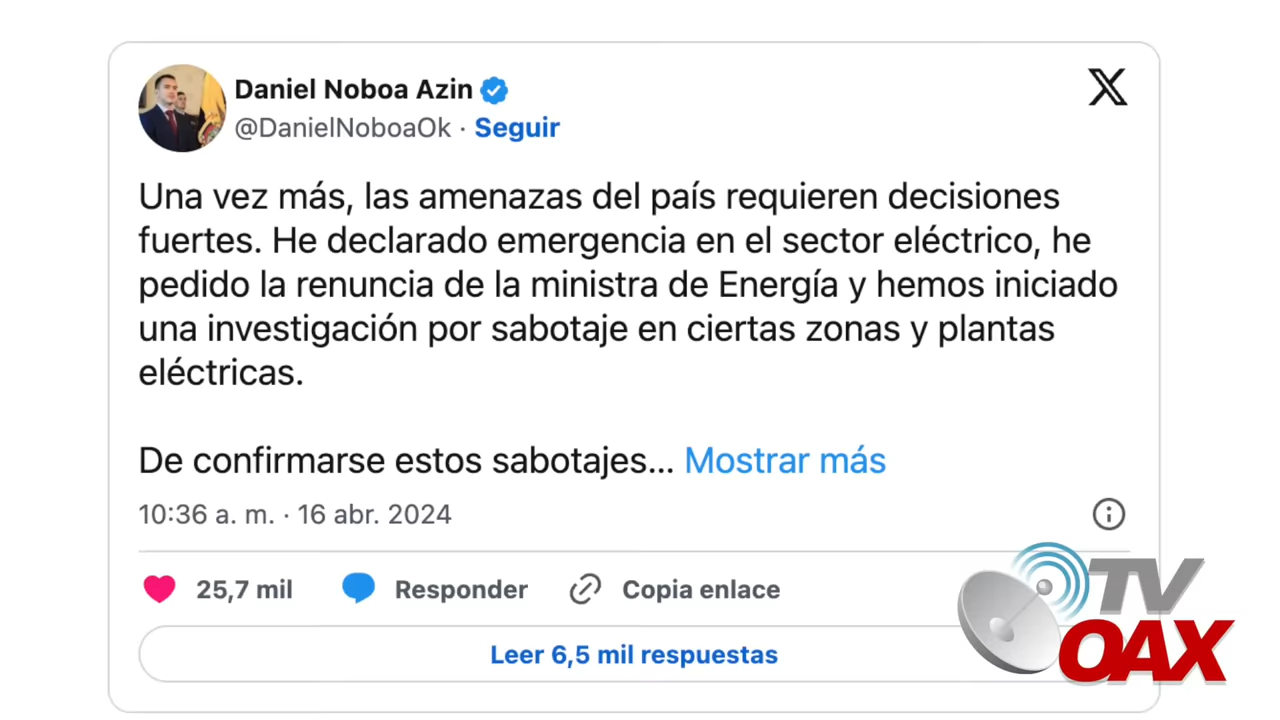 Daniel Noboa Azin
@DanielNoboaOk · Seguir
Una vez más, las amenazas del país requieren decisiones
fuertes. He declarado emergencia en el sector eléctrico, he
pedido la renuncia de la ministra de Energía y hemos iniciado
una investigación por sabotaje en ciertas zonas y plantas
eléctricas.
De confirmarse estos sabotajes... Mostrar más
10:36 a. m. · 16 abr. 2024
25,7 mil Responder Copia enlace
Leer 6,5 mil respuestas
TV
OAX